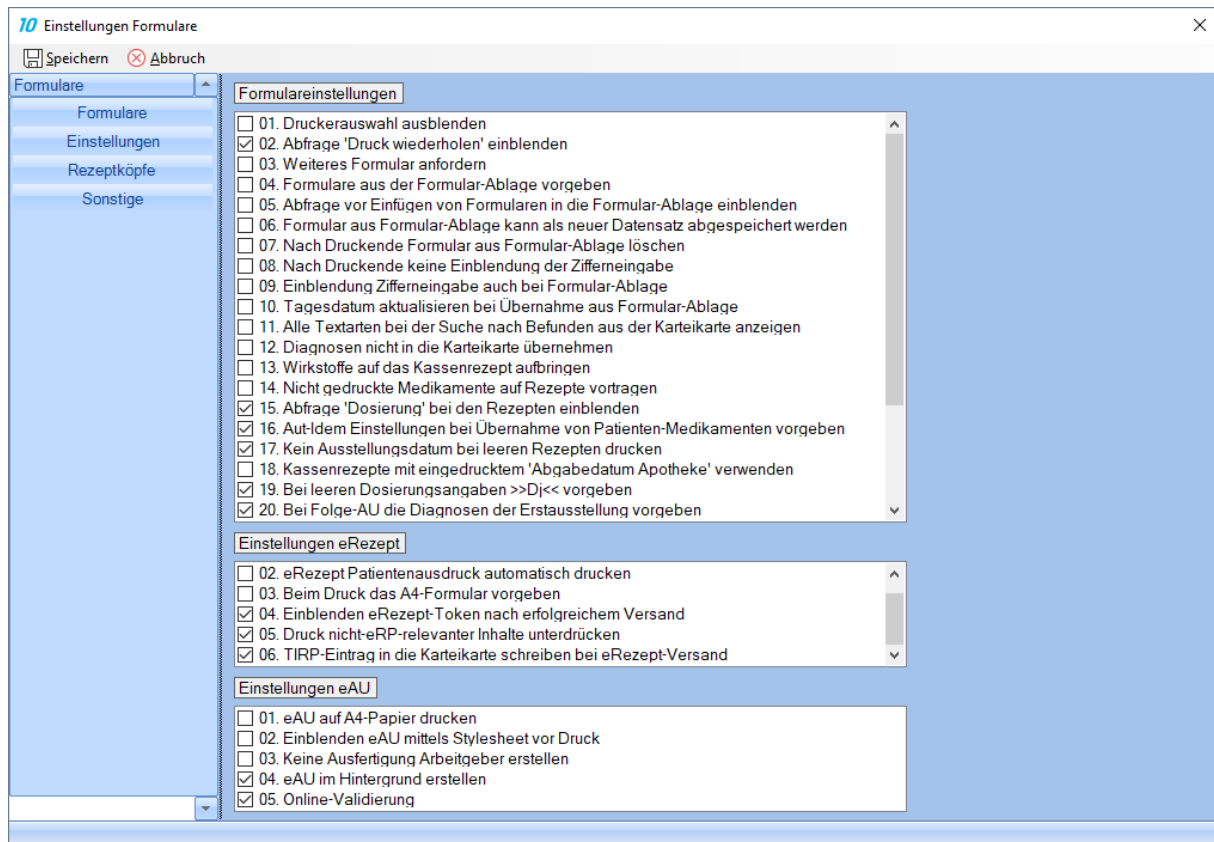 10 Einstellungen Formulare
Speichern Abbruch
Formulare
Formulare
Einstellungen
Rezeptköpfe
Sonstige
Formulareinstellungen
01. Druckerauswahl ausblenden
02. Abfrage 'Druck wiederholen' einblenden
03. Weiteres Formular anfordern
04. Formulare aus der Formular-Ablage vorgeben
05. Abfrage vor Einfügen von Formularen in die Formular-Ablage einblenden
06. Formular aus Formular-Ablage kann als neuer Datensatz abgespeichert werden
07. Nach Druckende Formular aus Formular-Ablage löschen
08. Nach Druckende keine Einblendung der Zifferneingabe
09. Einblendung Zifferneingabe auch bei Formular-Ablage
10. Tagesdatum aktualisieren bei Übernahme aus Formular-Ablage
11. Alle Textarten bei der Suche nach Befunden aus der Karteikarte anzeigen
12. Diagnosen nicht in die Karteikarte übernehmen
13. Wirkstoffe auf das Kassenrezept aufbringen
14. Nicht gedruckte Medikamente auf Rezepte vortragen
15. Abfrage 'Dosierung' bei den Rezepten einblenden
16. Aut-Idem Einstellungen bei Übernahme von Patienten-Medikamenten vorgeben
17. Kein Ausstellungsdatum bei leeren Rezepten drucken
18. Kassenrezepte mit eingedrucktem 'Abgabedatum Apotheke' verwenden
19. Bei leeren Dosierungsangaben >>Dj<< vorgeben
20. Bei Folge-AU die Diagnosen der Erstausstellung vorgeben
Einstellungen eRezept
02. eRezept Patientenausdruck automatisch drucken
03. Beim Druck das A4-Formular vorgeben
04. Einblenden eRezept-Token nach erfolgreichem Versand
05. Druck nicht-eRP-relevanter Inhalte unterdrücken
06. TIRP-Eintrag in die Karteikarte schreiben bei eRezept-Versand
Einstellungen eAU
01. eAU auf A4-Papier drucken
02. Einblenden eAU mittels Stylesheet vor Druck
03. Keine Ausfertigung Arbeitgeber erstellen
04. eAU im Hintergrund erstellen
05. Online-Validierung